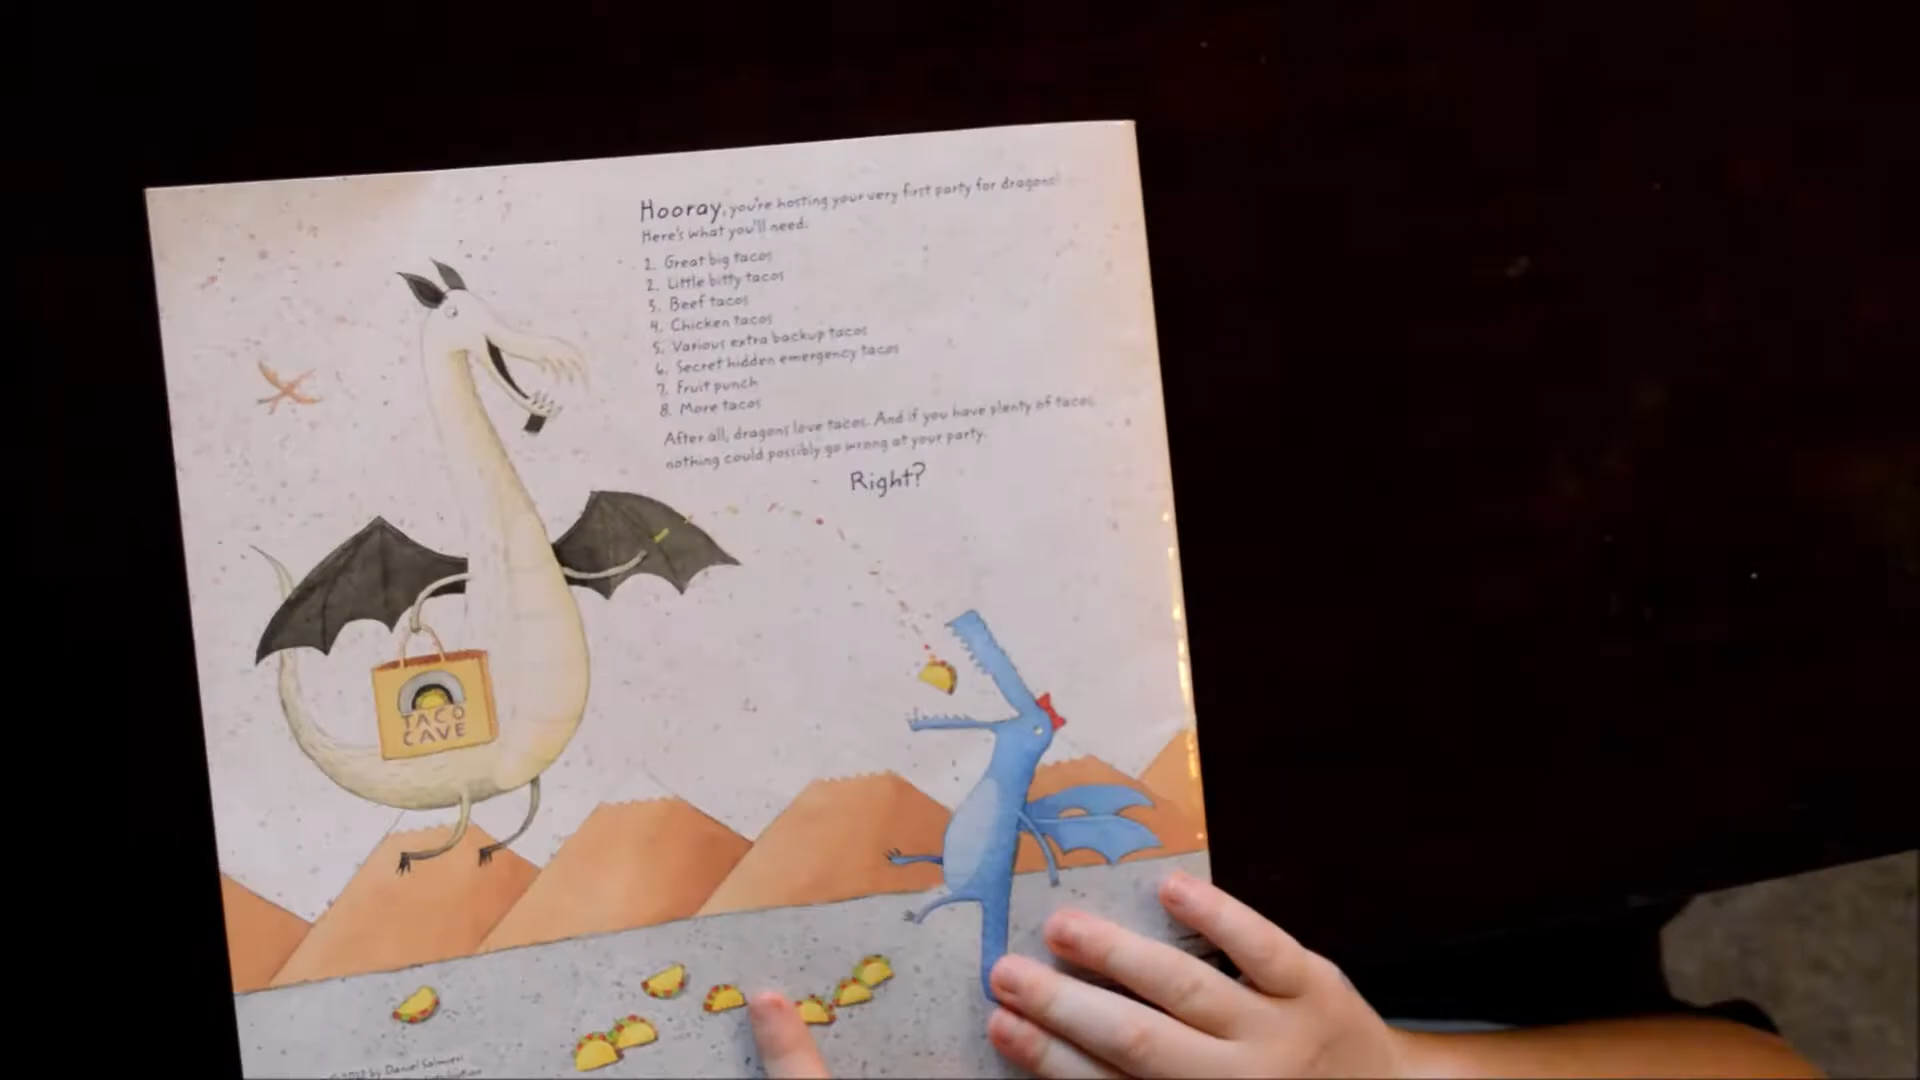 Hooray, you're hosting your very first party for dragons!
Here's what you'll need:
1. Great big tacos
2. Little bitty tacos
3. Beef tacos
4. Chicken tacos
5. Various extra backup tacos
6. Secret hidden emergency tacos
7. Fruit punch
8. More tacos
After all, dragons love tacos. And if you have plenty of tacos,
nothing could possibly go wrong at your party.
Right?
TACO
CAVE
by Daniel Salmieri